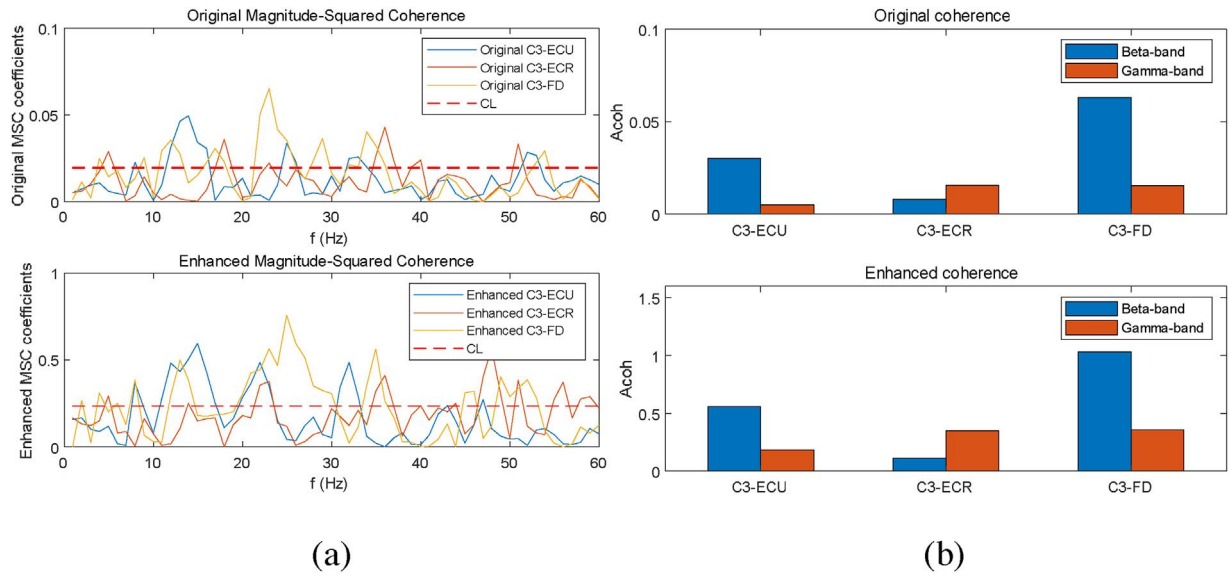 Original Magnitude-Squared Coherence
Original MSC coefficients
0.1
0.05
0
Original C3-ECU
Original C3-ECR
Original C3-FD
CL
0 10 20 30 40 50 60
f (Hz)
Enhanced Magnitude-Squared Coherence
Enhanced MSC coefficients
1
0.5
0
Enhanced C3-ECU
Enhanced C3-ECR
Enhanced C3-FD
CL
0 10 20 30 40 50 60
f (Hz)
(a)
Original coherence
Acoh
0.1
0.05
0
Beta-band
Gamma-band
C3-ECU C3-ECR C3-FD
Enhanced coherence
Acoh
1.5
1
0.5
0
Beta-band
Gamma-band
C3-ECU C3-ECR C3-FD
(b)